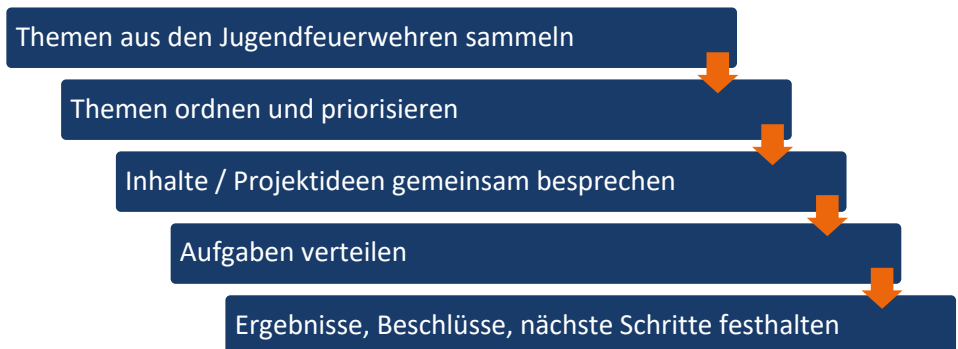 Themen aus den Jugendfeuerwehren sammeln
Themen ordnen und priorisieren
Inhalte / Projektideen gemeinsam besprechen
Aufgaben verteilen
Ergebnisse, Beschlüsse, nächste Schritte festhalten